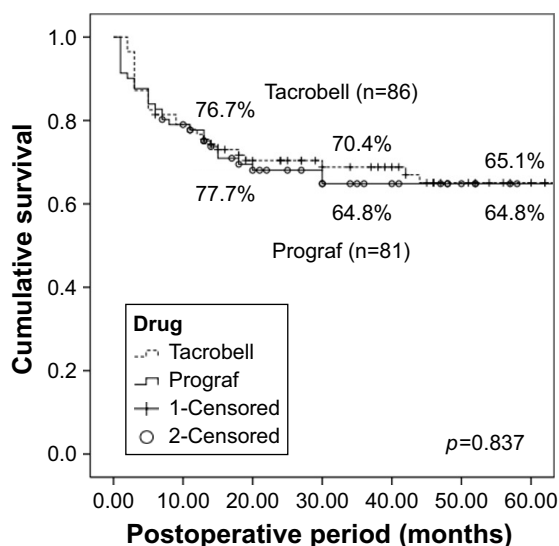 1.0
0.8
0.6
0.4
0.2
0.0
Cumulative survival
76.7%
Tacrobell (n=86)
70.4%
65.1%
77.7%
64.8%
64.8%
Prograf (n=81)
Drug
Tacrobell
Prograf
1-Censored
2-Censored
p=0.837
0.00 10.00 20.00 30.00 40.00 50.00 60.00
Postoperative period (months)